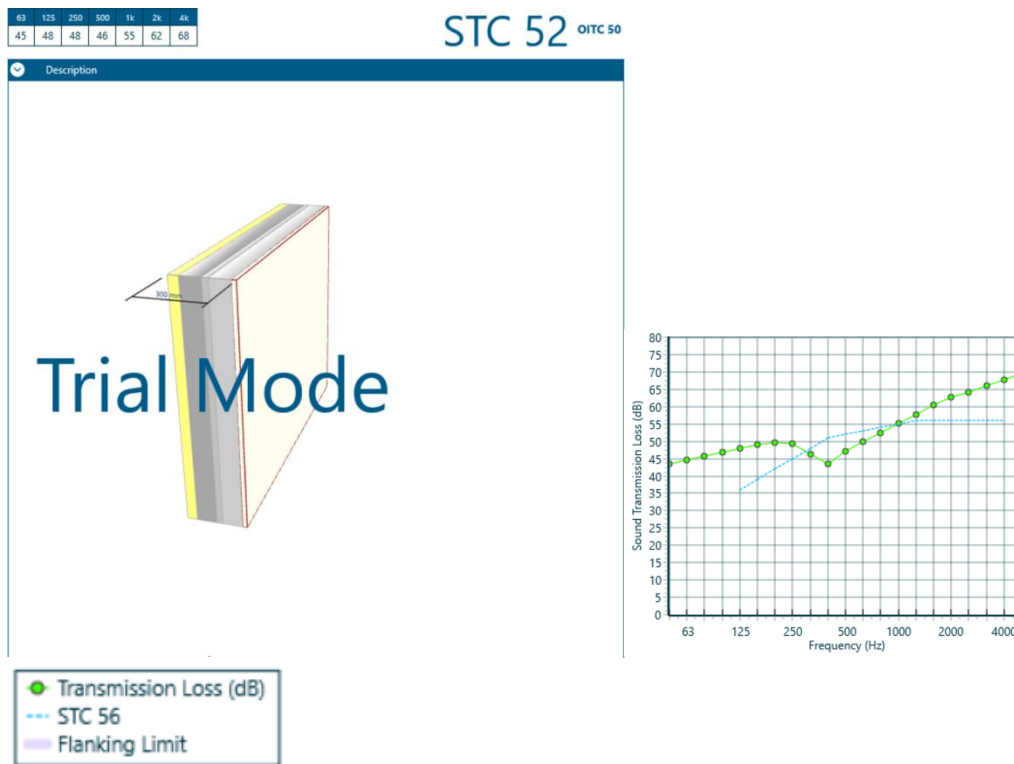 63 125 250 500 1k 2k 4k
45 48 48 46 55 62 68
STC 52 OITC 50
Description
300 mm
Trial Mode
80
75
70
65
60
55
50
45
40
35
30
25
20
15
10
5
0
Sound Transmission Loss (dB)
63 125 250 500 1000 2000 4000
Frequency (Hz)
Transmission Loss (dB)
STC 56
Flanking Limit